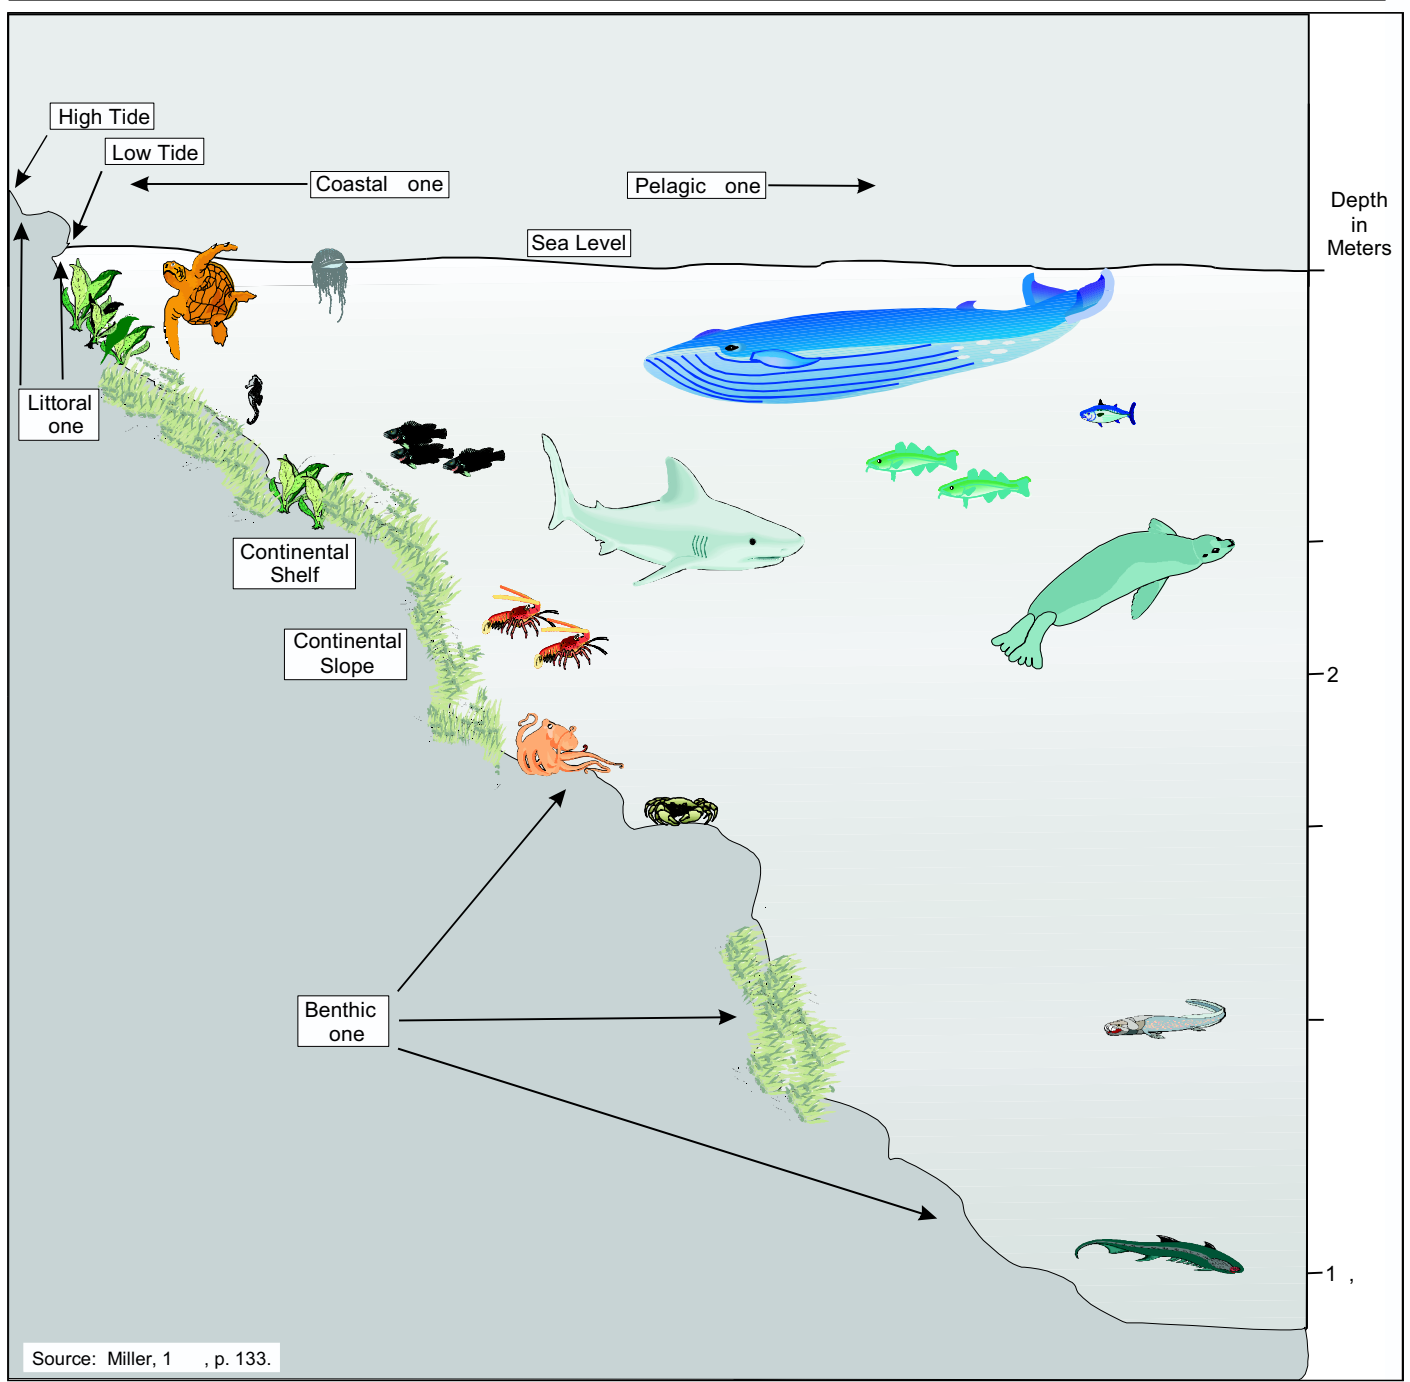 High Tide
Low Tide
Coastal one
Pelagic one
Depth
in
Meters
Sea Level
Littoral
one
Continental
Shelf
Continental
Slope
2
Benthic
one
1 ,
Source: Miller, 1 , p. 133.